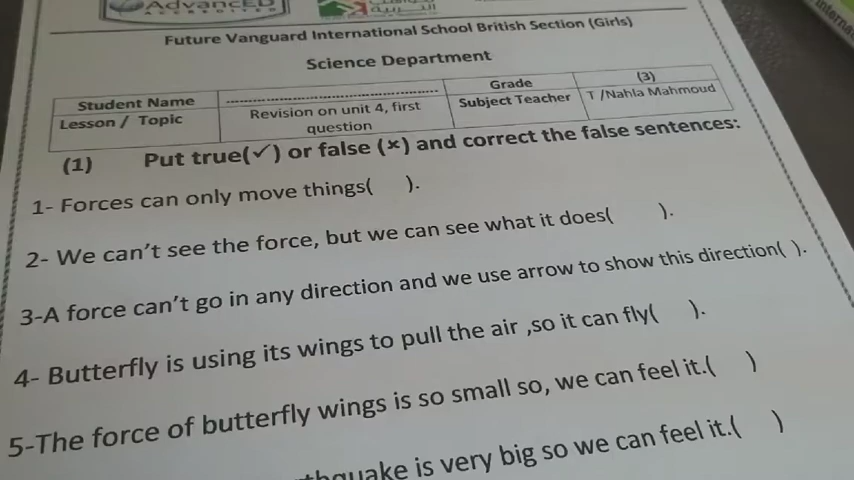 AdvancED
ACCREDITED
Future Vanguard International School British Section (Girls)
Science Department
Student Name ........................................ Grade (3)
Lesson / Topic Revision on unit 4, first question Subject Teacher T /Nahla Mahmoud
(1) Put true(✓) or false (×) and correct the false sentences:
1- Forces can only move things( ).
2- We can't see the force, but we can see what it does( ).
3-A force can't go in any direction and we use arrow to show this direction( ).
4- Butterfly is using its wings to pull the air ,so it can fly( ).
5-The force of butterfly wings is so small so, we can feel it.( )
is very big so we can feel it.( )